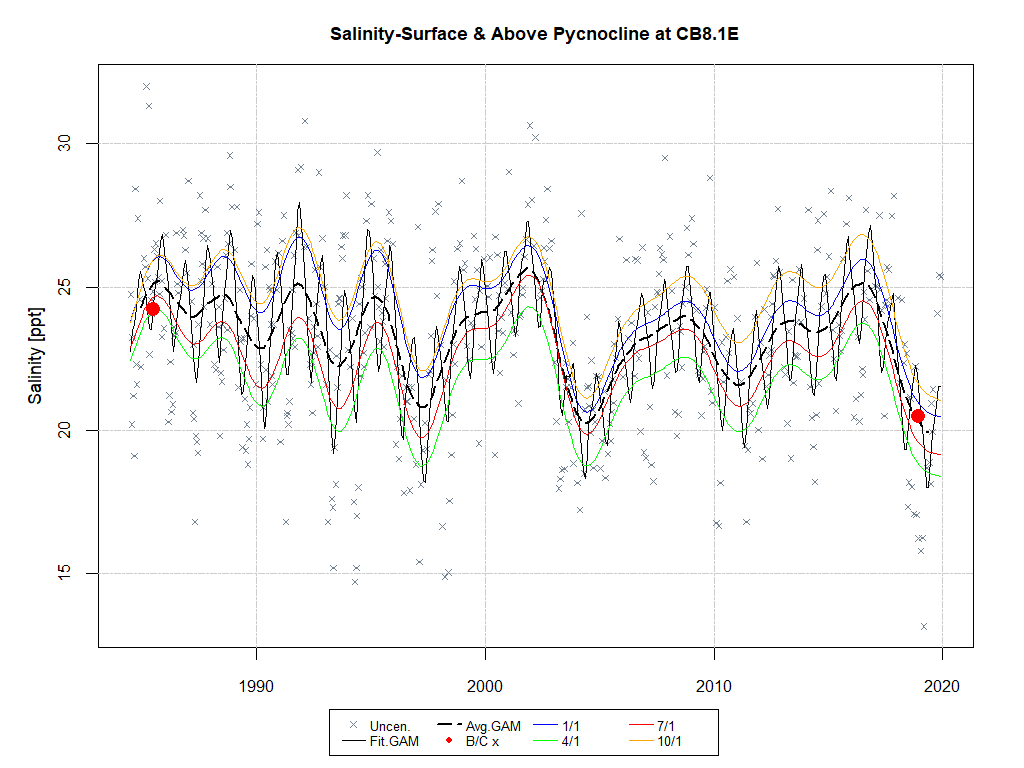 Salinity-Surface & Above Pycnocline at CB8.1E
Salinity [ppt]
30
25
20
15
1990 2000 2010 2020
Uncen. Avg.GAM 1/1 7/1
Fit.GAM B/C x 4/1 10/1